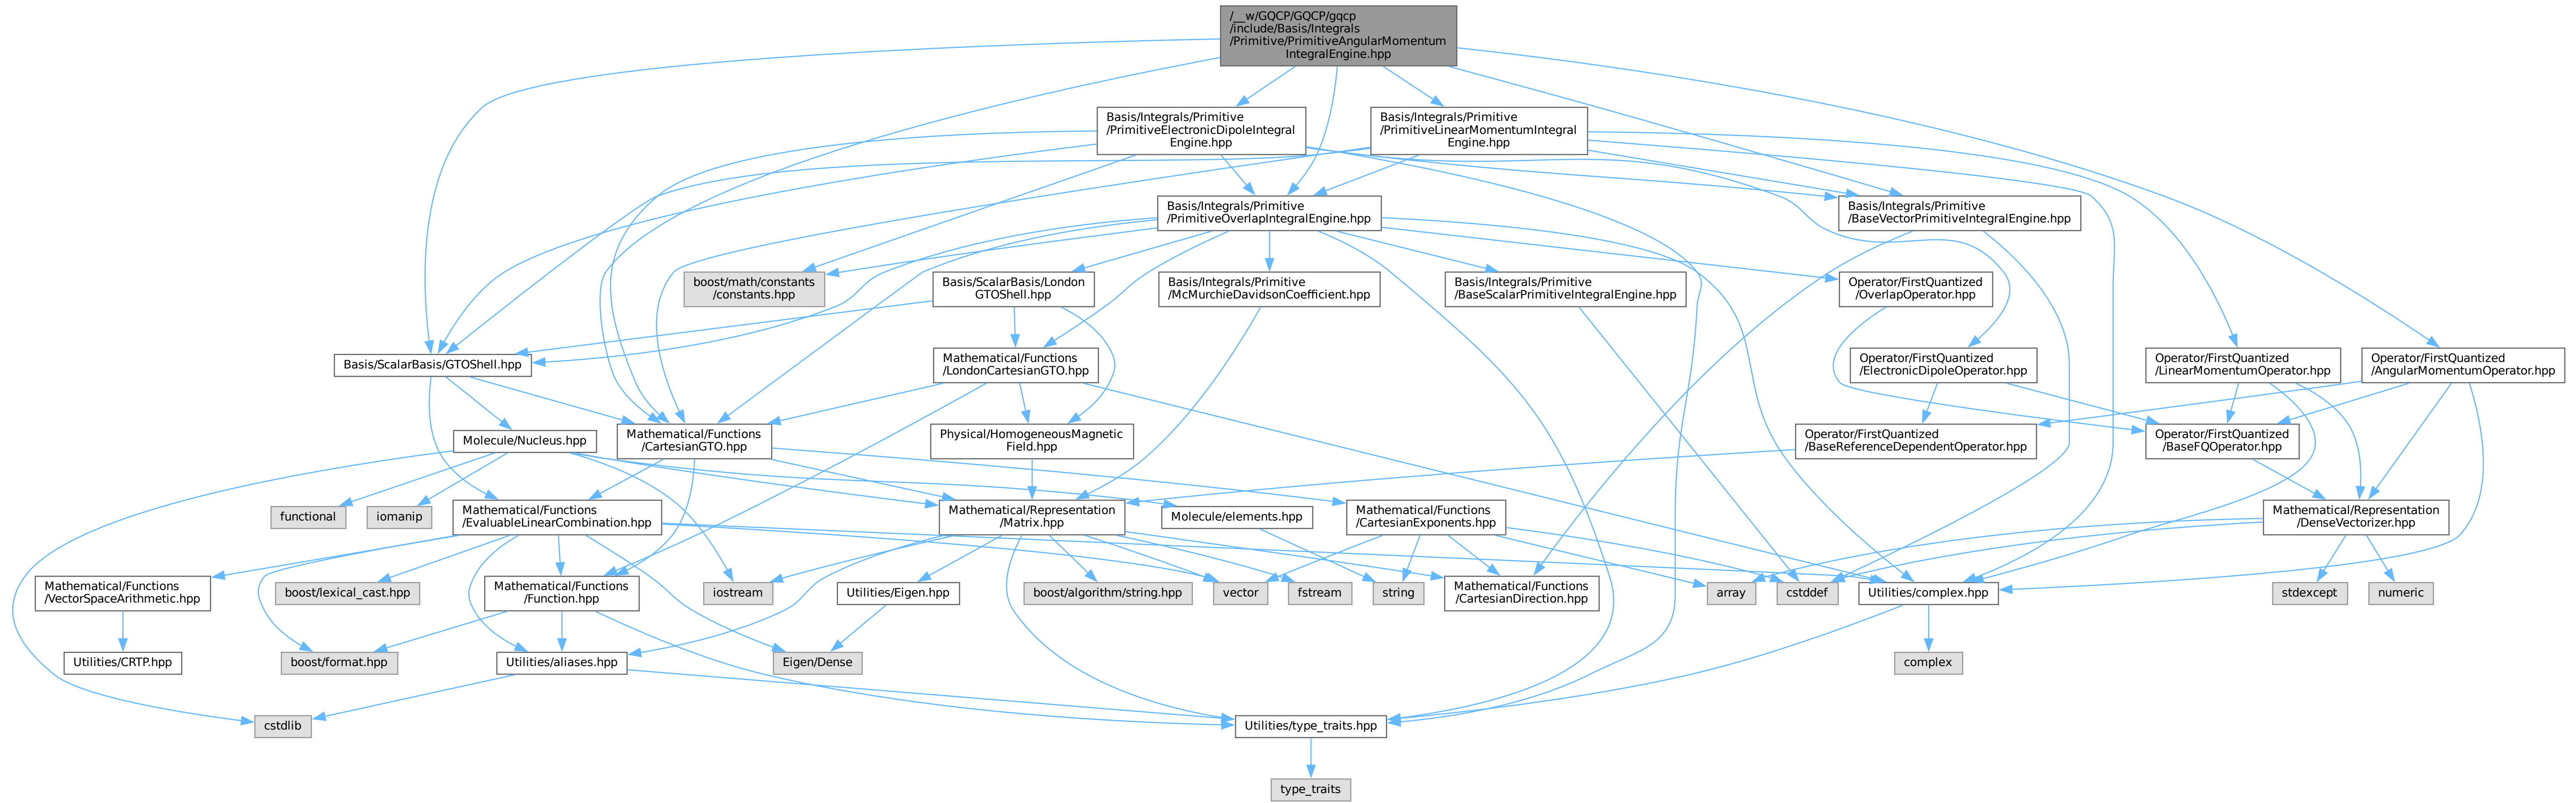 /__w/GQCP/GQCP/gqcp
/include/Basis/Integrals
/Primitive/PrimitiveAngularMomentum
IntegralEngine.hpp
Basis/Integrals/Primitive
/PrimitiveElectronicDipoleIntegral
Engine.hpp
Basis/Integrals/Primitive
/PrimitiveLinearMomentumIntegral
Engine.hpp
Basis/Integrals/Primitive
/PrimitiveOverlapIntegralEngine.hpp
Basis/Integrals/Primitive
/BaseVectorPrimitiveIntegralEngine.hpp
boost/math/constants
/constants.hpp
Basis/ScalarBasis/London
GTOShell.hpp
Basis/Integrals/Primitive
/McMurchieDavidsonCoefficient.hpp
Basis/Integrals/Primitive
/BaseScalarPrimitiveIntegralEngine.hpp
Operator/FirstQuantized
/OverlapOperator.hpp
Basis/ScalarBasis/GTOShell.hpp
Mathematical/Functions
/LondonCartesianGTO.hpp
Operator/FirstQuantized
/ElectronicDipoleOperator.hpp
Operator/FirstQuantized
/LinearMomentumOperator.hpp
Operator/FirstQuantized
/AngularMomentumOperator.hpp
Molecule/Nucleus.hpp
Mathematical/Functions
/CartesianGTO.hpp
Physical/HomogeneousMagnetic
Field.hpp
Operator/FirstQuantized
/BaseReferenceDependentOperator.hpp
Operator/FirstQuantized
/BaseFQOperator.hpp
functional
iomanip
Mathematical/Functions
/EvaluableLinearCombination.hpp
Mathematical/Representation
/Matrix.hpp
Molecule/elements.hpp
Mathematical/Functions
/CartesianExponents.hpp
Mathematical/Representation
/DenseVectorizer.hpp
Mathematical/Functions
/VectorSpaceArithmetic.hpp
boost/lexical_cast.hpp
Mathematical/Functions
/Function.hpp
iostream
Utilities/Eigen.hpp
boost/algorithm/string.hpp
vector
fstream
string
Mathematical/Functions
/CartesianDirection.hpp
array
cstddef
Utilities/complex.hpp
stdexcept
numeric
Utilities/CRTP.hpp
boost/format.hpp
Utilities/aliases.hpp
Eigen/Dense
complex
cstdlib
Utilities/type_traits.hpp
type_traits